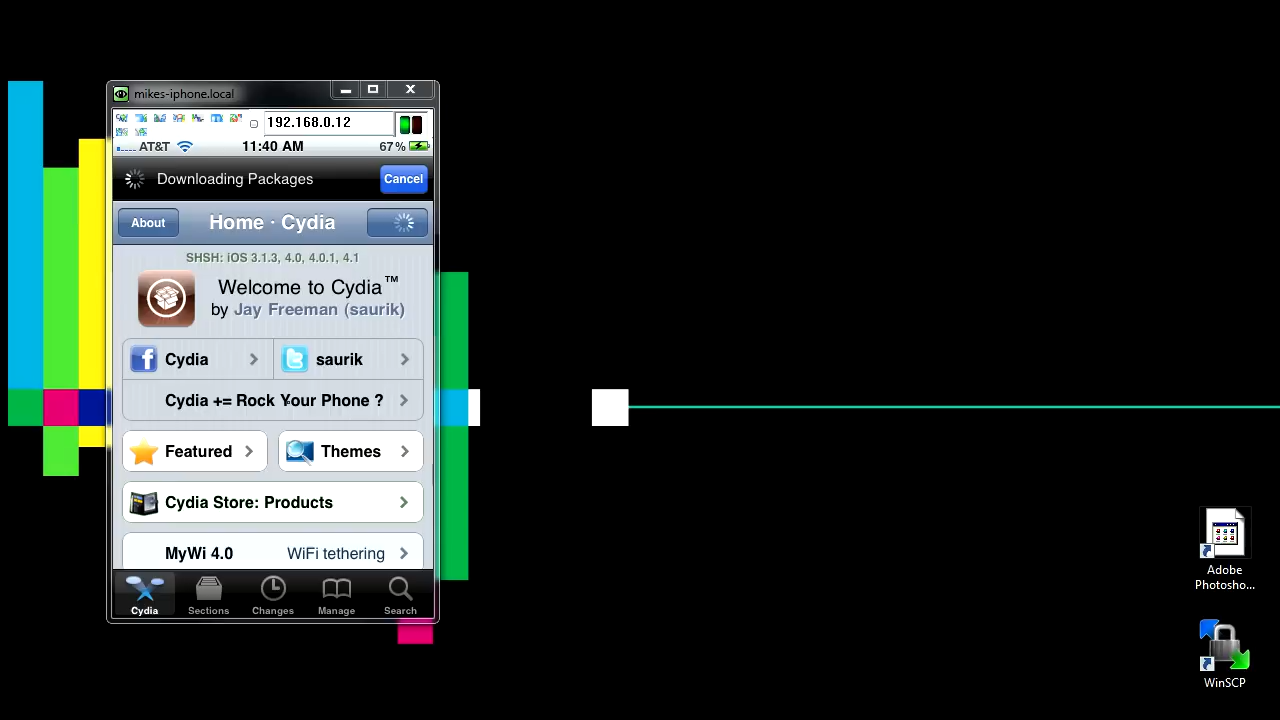 mikes-iphone.local
192.168.0.12
AT&T 11:40 AM 67%
Downloading Packages Cancel
About Home · Cydia
SHSH: iOS 3.1.3, 4.0, 4.0.1, 4.1
Welcome to Cydia™
by Jay Freeman (saurik)
Cydia saurik
Cydia += Rock Your Phone ?
Featured Themes
Cydia Store: Products
MyWi 4.0 WiFi tethering
Cydia Sections Changes Manage Search
Adobe
Photosho...
WinSCP